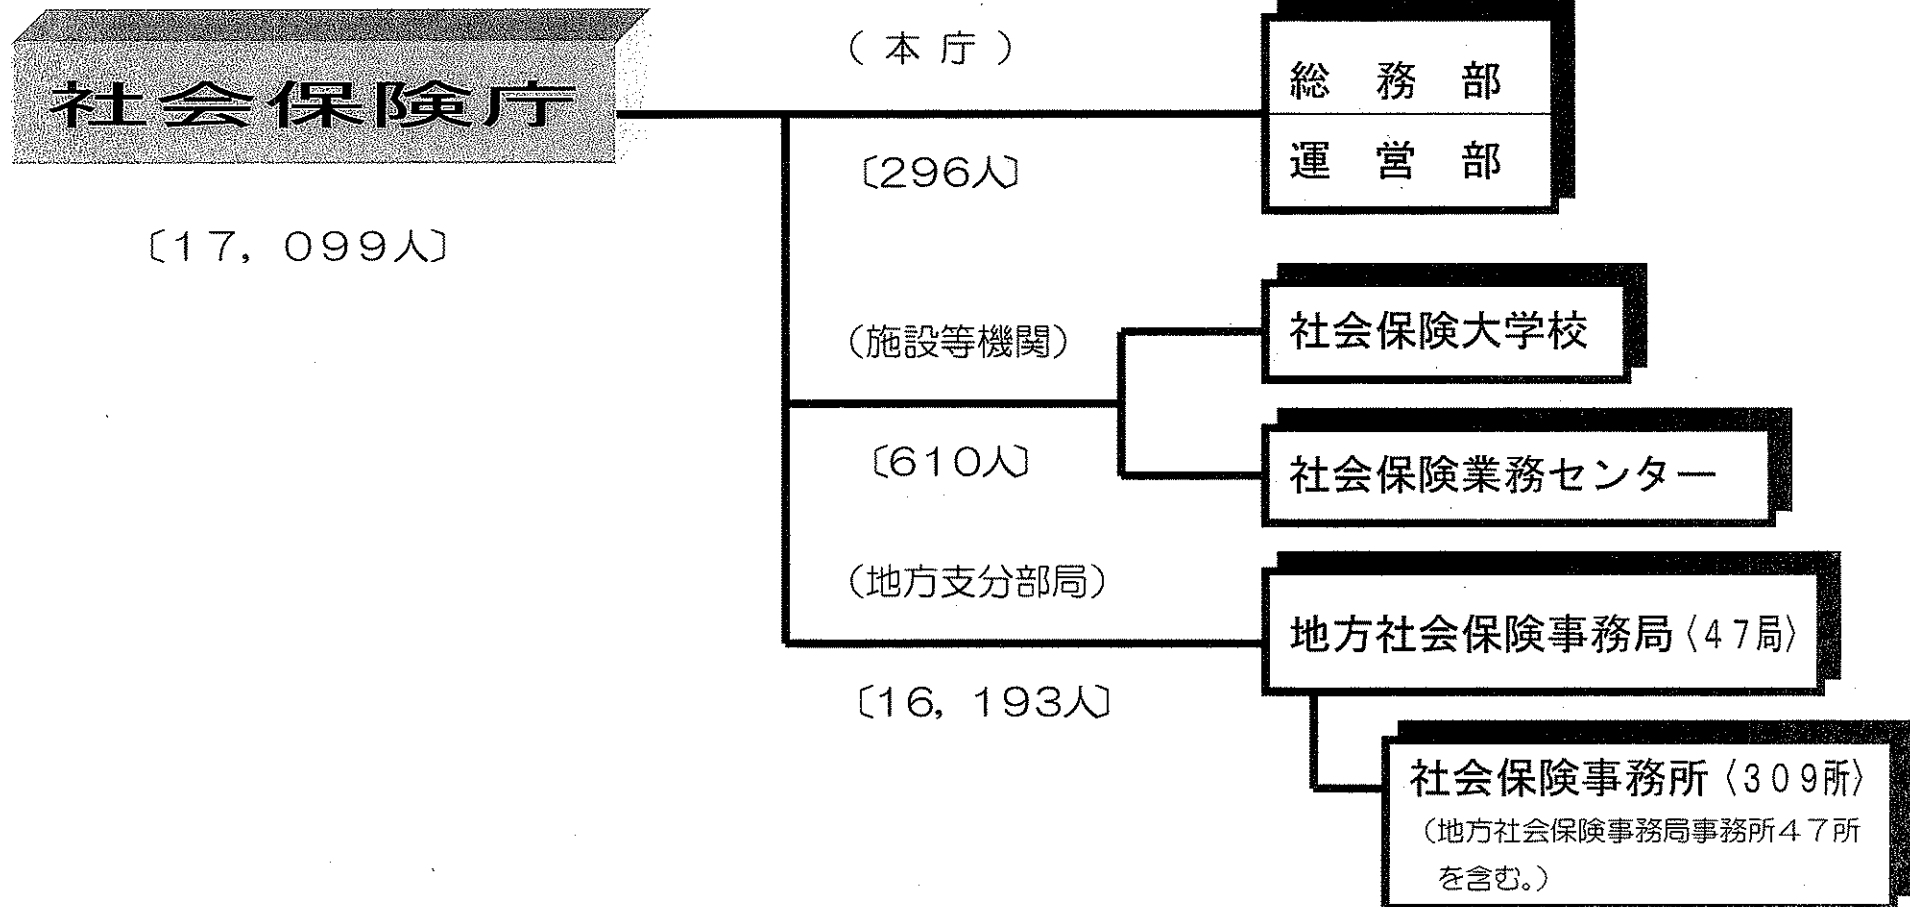 社会保険庁
〔１７，０９９人〕
（ 本 庁 ）
〔296人〕
総　務　部
運　営　部
（施設等機関）
〔６１０人〕
社会保険大学校
社会保険業務センター
（地方支分部局）
〔１６，１９３人〕
地方社会保険事務局〈４７局〉
社会保険事務所〈３０９所〉
（地方社会保険事務局事務所４７所
を含む。）